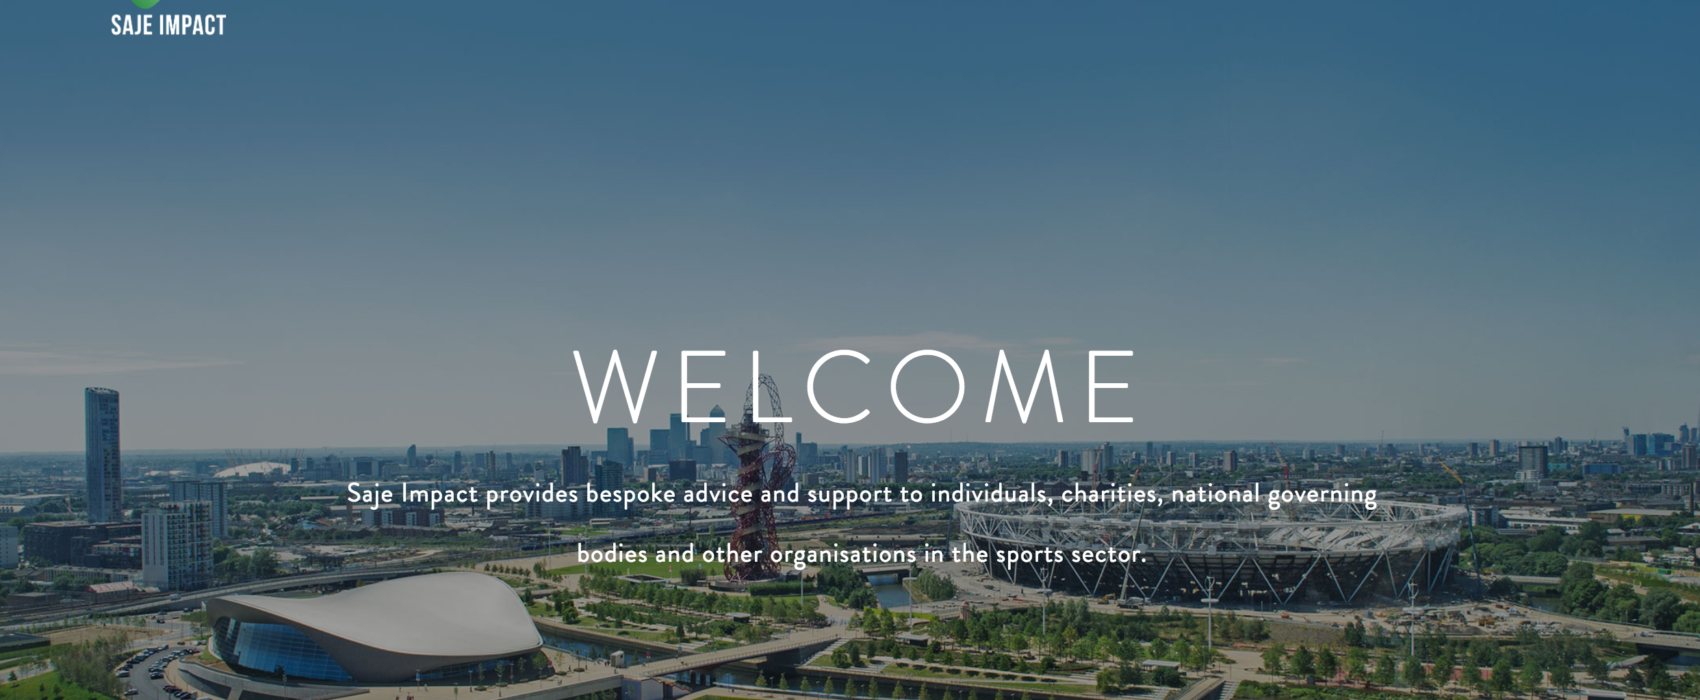 SAJE IMPACT
WELCOME
Saje Impact provides bespoke advice and support to individuals, charities, national governing
bodies and other organisations in the sports sector.